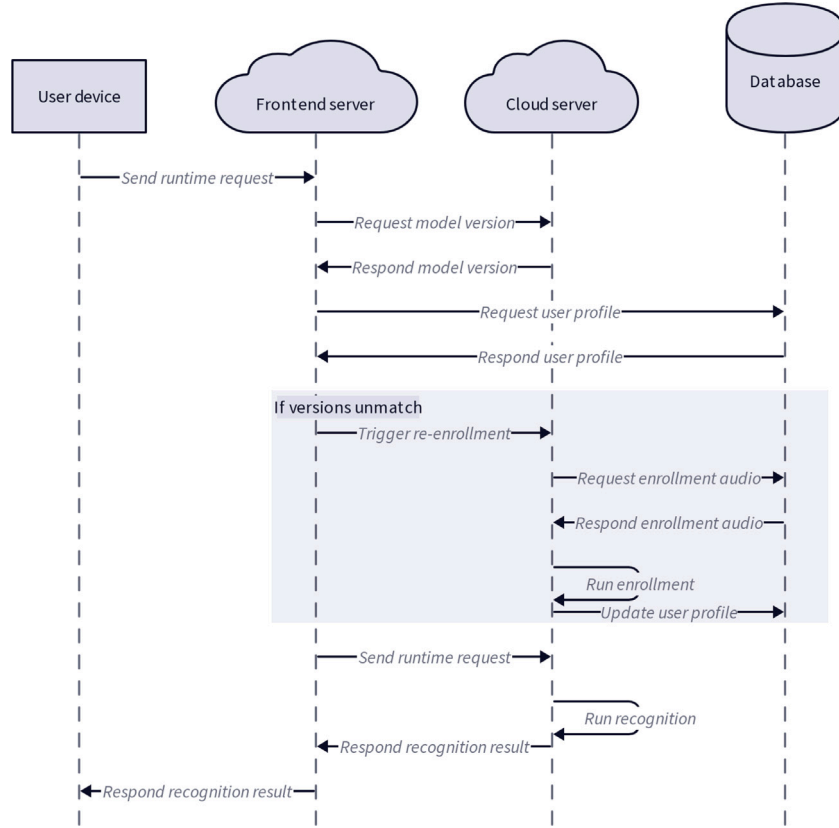 User device
Frontend server
Cloud server
Database
Send runtime request
Request model version
Respond model version
Request user profile
Respond user profile
If versions unmatch
Trigger re-enrollment
Request enrollment audio
Respond enrollment audio
Run enrollment
Update user profile
Send runtime request
Run recognition
Respond recognition result
Respond recognition result